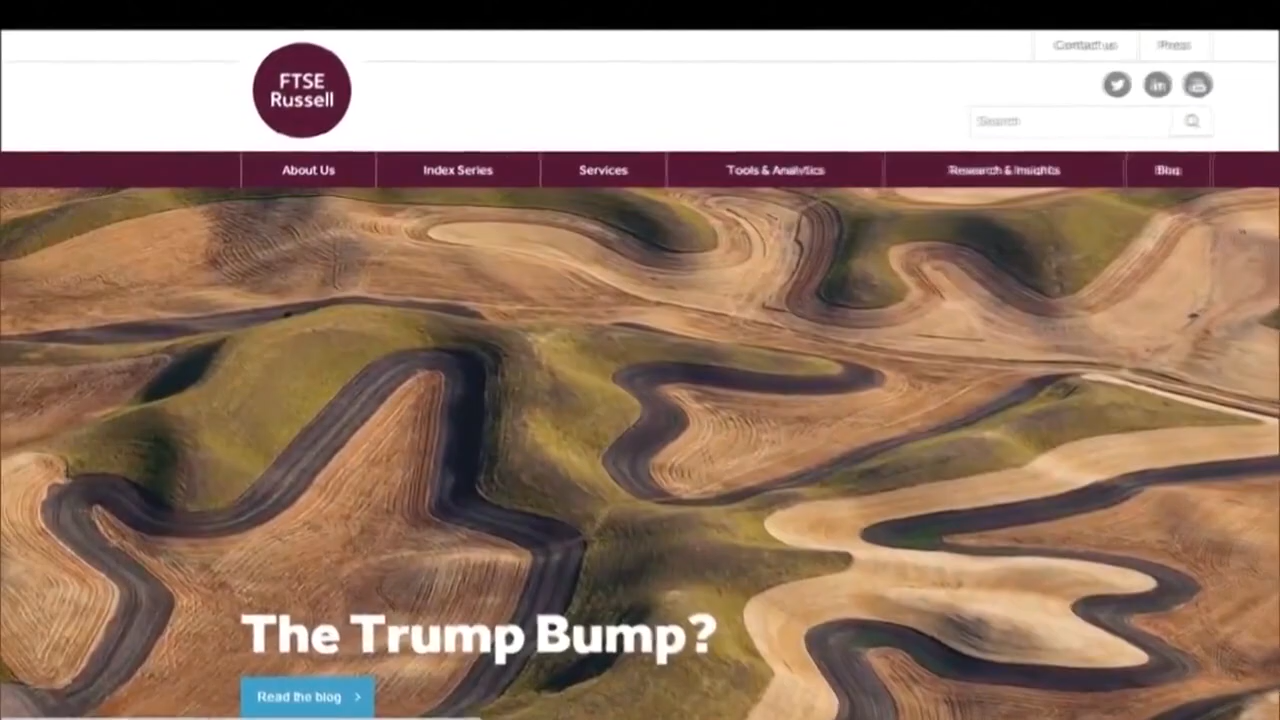 Contact us
Press
FTSE
Russell
Search
About Us
Index Series
Services
Tools & Analytics
Research & Insights
Blog
The Trump Bump?
Read the blog